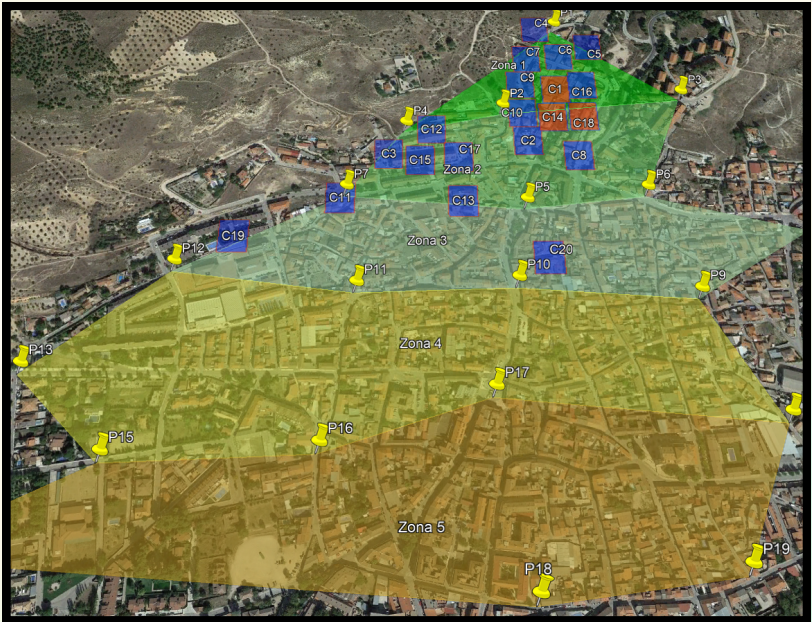 P1
C4
C7
C6
C5
Zona 1
C9
C1
C16
P3
P2
P4
C10
C14
C18
C12
C2
C3
C15
C17
C8
Zona 2
P7
P6
P5
C11
C13
C19
Zona 3
P12
C20
P10
P11
P9
Zona 4
P13
P17
P16
P15
Zona 5
P19
P18